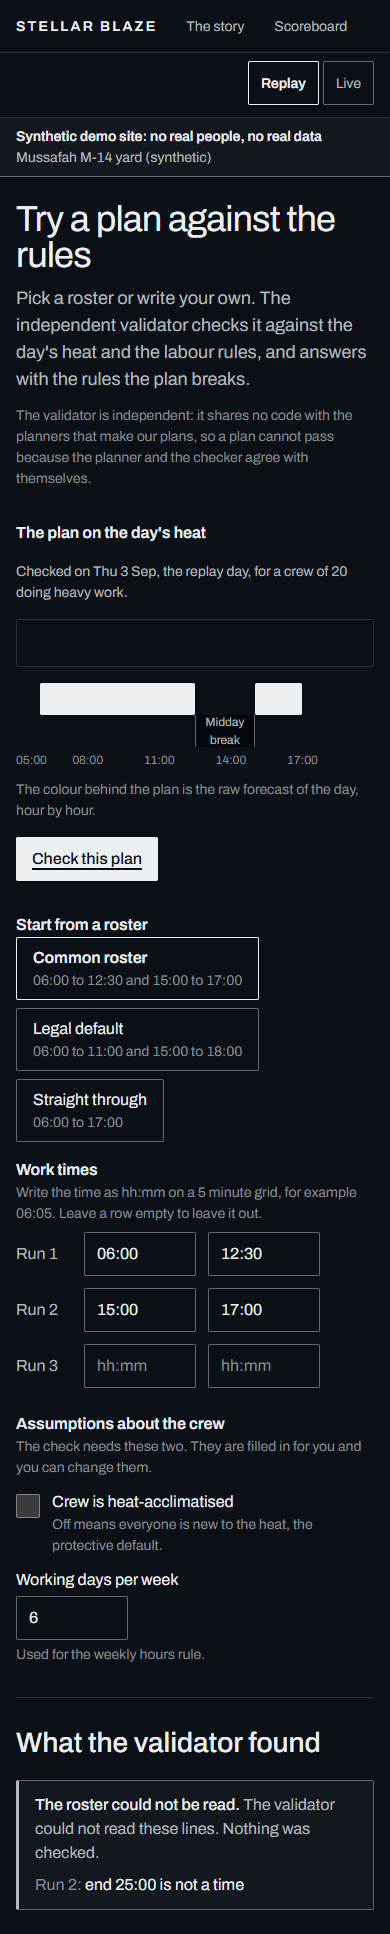 STELLAR BLAZE The story Scoreboard
Replay Live
Synthetic demo site: no real people, no real data
Mussafah M-14 yard (synthetic)
Try a plan against the
rules
Pick a roster or write your own. The
independent validator checks it against the
day's heat and the labour rules, and answers
with the rules the plan breaks.
The validator is independent: it shares no code with the
planners that make our plans, so a plan cannot pass
because the planner and the checker agree with
themselves.
The plan on the day's heat
Checked on Thu 3 Sep, the replay day, for a crew of 20
doing heavy work.
Midday
break
05:00 08:00 11:00 14:00 17:00
The colour behind the plan is the raw forecast of the day,
hour by hour.
Check this plan
Start from a roster
Common roster
06:00 to 12:30 and 15:00 to 17:00
Legal default
06:00 to 11:00 and 15:00 to 18:00
Straight through
06:00 to 17:00
Work times
Write the time as hh:mm on a 5 minute grid, for example
06:05. Leave a row empty to leave it out.
Run 1 06:00 12:30
Run 2 15:00 17:00
Run 3 hh:mm hh:mm
Assumptions about the crew
The check needs these two. They are filled in for you and
you can change them.
Crew is heat-acclimatised
Off means everyone is new to the heat, the
protective default.
Working days per week
6
Used for the weekly hours rule.
What the validator found
The roster could not be read. The validator
could not read these lines. Nothing was
checked.
Run 2: end 25:00 is not a time